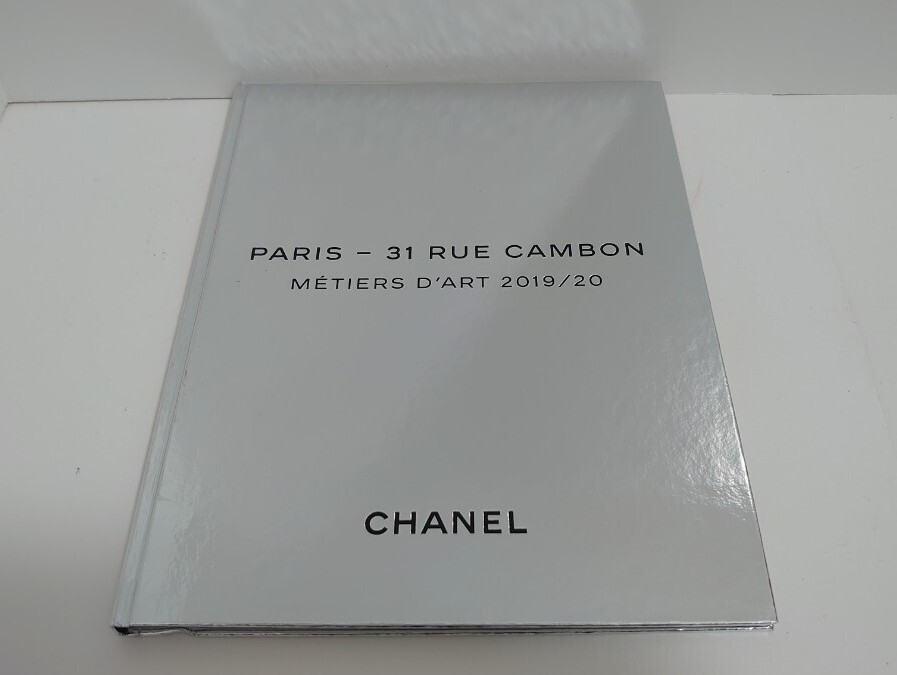 PARIS – 31 RUE CAMBON
MÉTIERS D'ART 2019/20
CHANEL